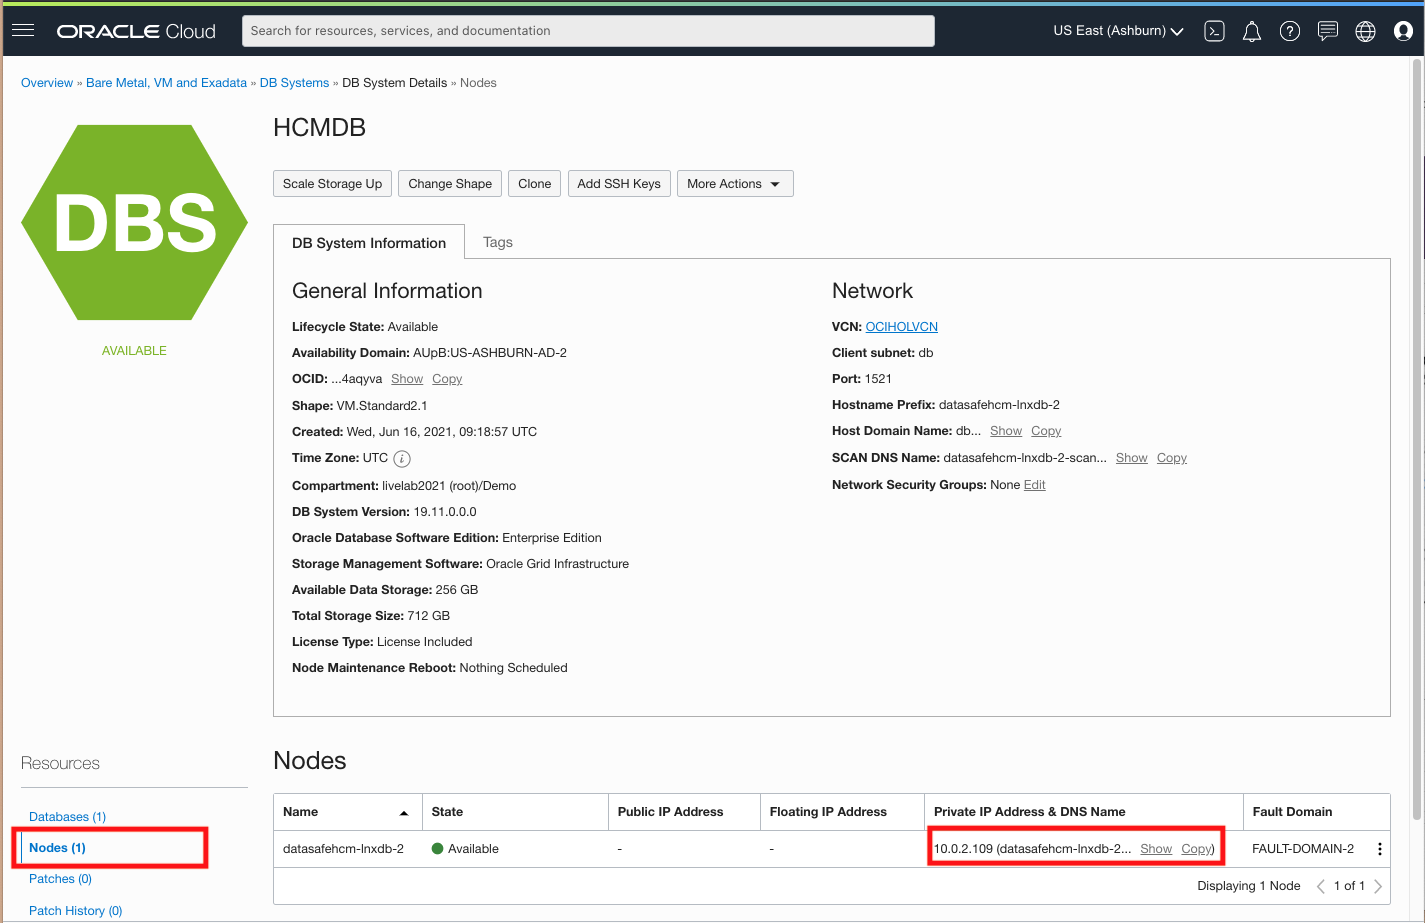 ORACLE Cloud
Search for resources, services, and documentation
US East (Ashburn)
Overview » Bare Metal, VM and Exadata » DB Systems » DB System Details » Nodes
DBS
AVAILABLE
HCMDB
Scale Storage Up
Change Shape
Clone
Add SSH Keys
More Actions
DB System Information
Tags
General Information
Lifecycle State: Available
Availability Domain: AUpB:US-ASHBURN-AD-2
OCID: ...4aqyva Show Copy
Shape: VM.Standard2.1
Created: Wed, Jun 16, 2021, 09:18:57 UTC
Time Zone: UTC i
Compartment: livelab2021 (root)/Demo
DB System Version: 19.11.0.0.0
Oracle Database Software Edition: Enterprise Edition
Storage Management Software: Oracle Grid Infrastructure
Available Data Storage: 256 GB
Total Storage Size: 712 GB
License Type: License Included
Node Maintenance Reboot: Nothing Scheduled
Network
VCN: OCIHOLVCN
Client subnet: db
Port: 1521
Hostname Prefix: datasafehcm-lnxdb-2
Host Domain Name: db... Show Copy
SCAN DNS Name: datasafehcm-lnxdb-2-scan... Show Copy
Network Security Groups: None Edit
Resources
Databases (1)
Nodes (1)
Patches (0)
Patch History (0)
Nodes
Name State Public IP Address Floating IP Address Private IP Address & DNS Name Fault Domain
datasafehcm-lnxdb-2 Available - - 10.0.2.109 (datasafehcm-lnxdb-2... Show Copy) FAULT-DOMAIN-2
Displaying 1 Node 1 of 1